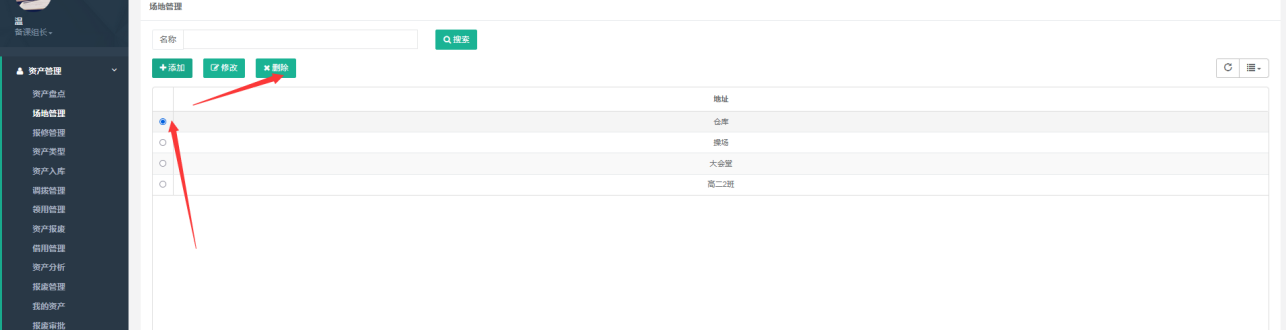 场地管理
温
备课组长
名称
搜索
资产管理
添加 修改 删除
资产盘点
场地管理
报修管理
资产类型
资产入库
调拨管理
领用管理
资产报废
借用管理
资产分析
报废管理
我的资产
报废审批
地址
仓库
操场
大会堂
高二2班